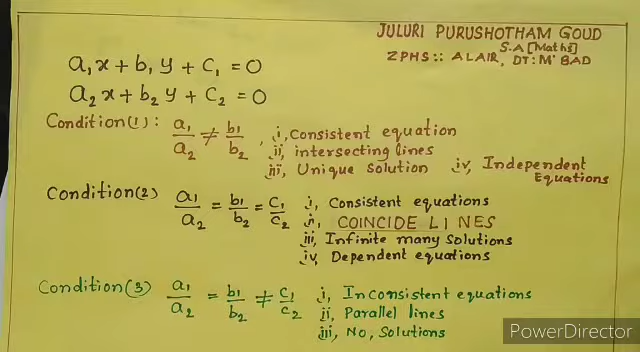 JULURI PURUSHOTHAM GOUD
S.A [Maths]
ZPHS :: ALAIR, DT: M'BAD
a₁x + b₁y + c₁ = 0
a₂x + b₂y + c₂ = 0
Condition(1): a₁/a₂ ≠ b₁/b₂, i, Consistent equation
ii, intersecting lines
iii, Unique Solution iv, Independent Equations
Condition(2) a₁/a₂ = b₁/b₂ = c₁/c₂ i, Consistent equations
ii, COINCIDE LINES
iii, Infinite many Solutions
iv, Dependent equations
Condition(3) a₁/a₂ = b₁/b₂ ≠ c₁/c₂ i, Inconsistent equations
ii, Parallel lines
iii, No, Solutions
PowerDirector